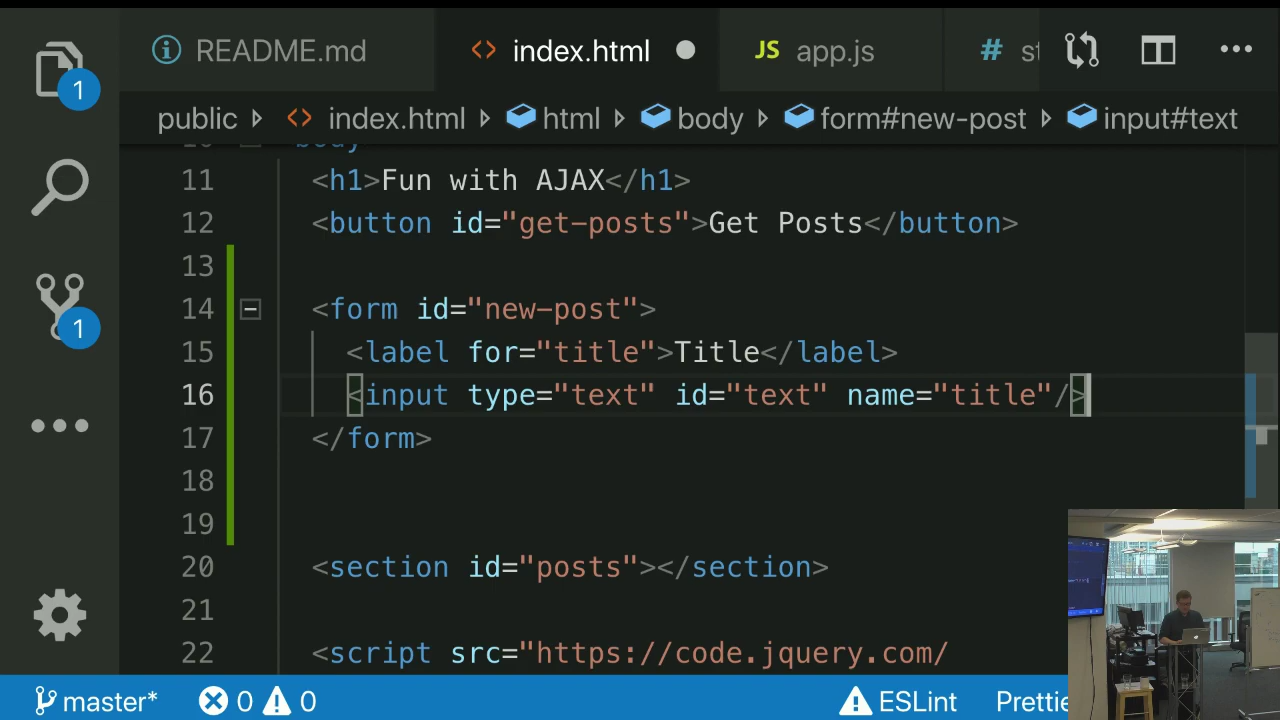 README.md index.html JS app.js # st
public index.html html body form#new-post input#text
11 <h1>Fun with AJAX</h1>
12 <button id="get-posts">Get Posts</button>
13
14 <form id="new-post">
15 <label for="title">Title</label>
16 <input type="text" id="text" name="title"/>
17 </form>
18
19
20 <section id="posts"></section>
21
22 <script src="https://code.jquery.com/
1
1
master* 0 0 ESLint Prettie